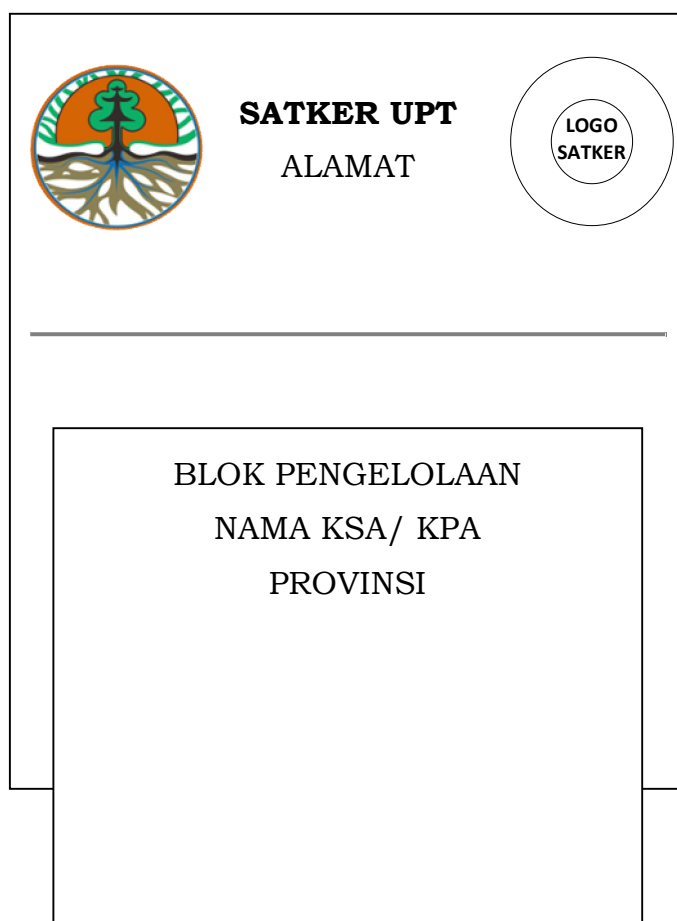 SATKER UPT
ALAMAT
LOGO
SATKER
BLOK PENGELOLAAN
NAMA KSA/ KPA
PROVINSI